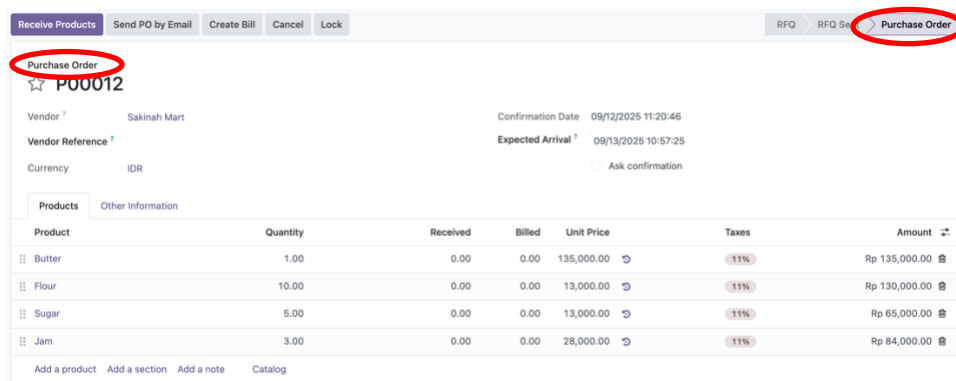 Receive Products Send PO by Email Create Bill Cancel Lock RFQ RFQ Se Purchase Order
Purchase Order
P00012
Vendor ? Sakinah Mart Confirmation Date 09/12/2025 11:20:46
Vendor Reference ? Expected Arrival ? 09/13/2025 10:57:25
Currency IDR Ask confirmation
Products Other Information
Product Quantity Received Billed Unit Price Taxes Amount
Butter 1.00 0.00 0.00 135,000.00 11% Rp 135,000.00
Flour 10.00 0.00 0.00 13,000.00 11% Rp 130,000.00
Sugar 5.00 0.00 0.00 13,000.00 11% Rp 65,000.00
Jam 3.00 0.00 0.00 28,000.00 11% Rp 84,000.00
Add a product Add a section Add a note Catalog